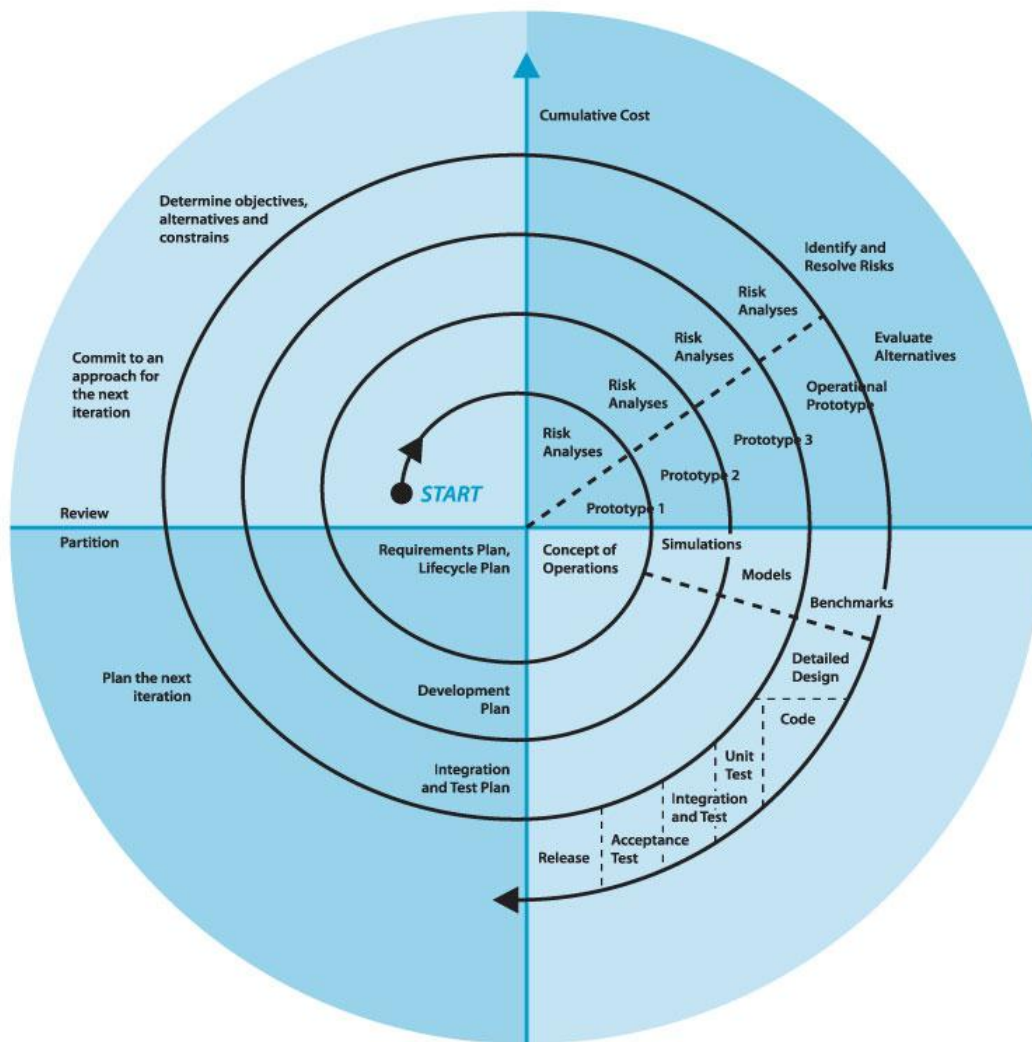 Cumulative Cost
Determine objectives,
alternatives and
constrains
Identify and
Resolve Risks
Risk
Analyses
Risk
Analyses
Evaluate
Alternatives
Commit to an
approach for
the next
iteration
Risk
Analyses
Operational
Prototype
Risk
Analyses
Prototype 3
Prototype 2
START
Prototype 1
Review
Partition
Requirements Plan,
Lifecycle Plan
Concept of
Operations
Simulations
Models
Benchmarks
Plan the next
iteration
Detailed
Design
Development
Plan
Code
Integration
and Test Plan
Unit
Test
Integration
and Test
Acceptance
Test
Release